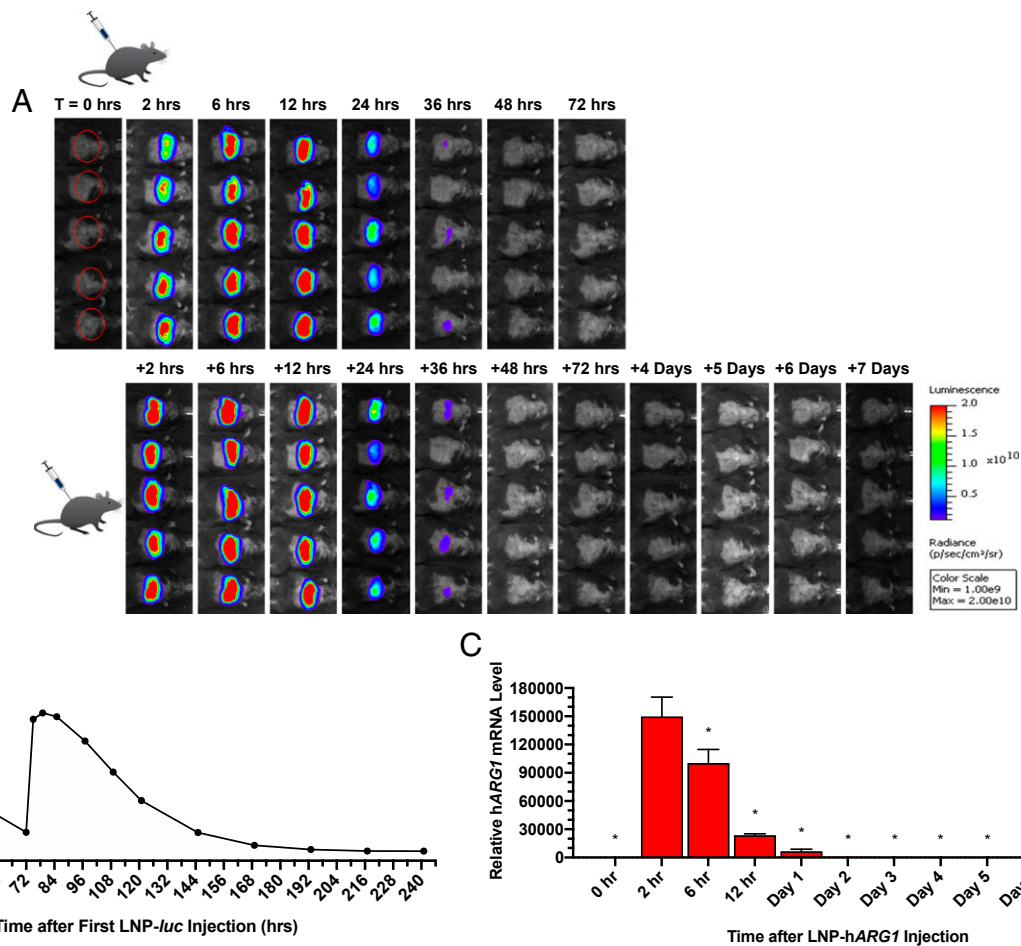 A
T = 0 hrs 2 hrs 6 hrs 12 hrs 24 hrs 36 hrs 48 hrs 72 hrs
+2 hrs +6 hrs +12 hrs +24 hrs +36 hrs +48 hrs +72 hrs +4 Days +5 Days +6 Days +7 Days
Luminescence
2.0
1.5
1.0 x10¹⁰
0.5
Radiance
(p/sec/cm²/sr)
Color Scale
Min = 1.00e9
Max = 2.00e10
72 84 96 108 120 132 144 156 168 180 192 204 216 228 240
Time after First LNP-luc Injection (hrs)
C
Relative hARG1 mRNA Level
180000
150000
120000
90000
60000
30000
0
* * * * * * * *
0 hr 2 hr 6 hr 12 hr Day 1 Day 2 Day 3 Day 4 Day 5 Day
Time after LNP-hARG1 Injection